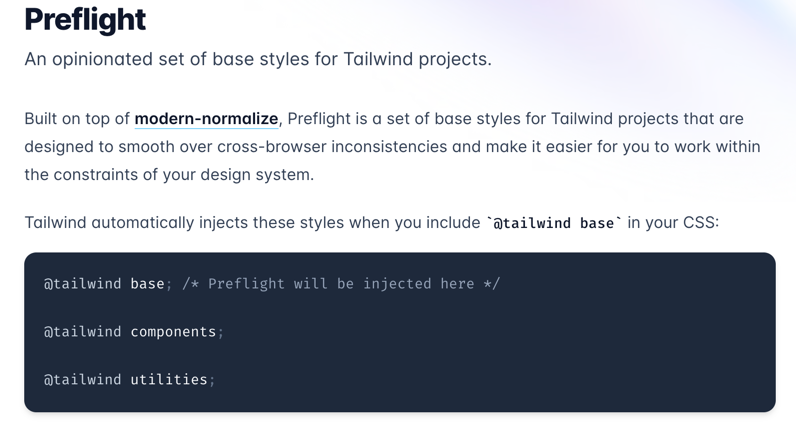 Preflight
An opinionated set of base styles for Tailwind projects.
Built on top of modern-normalize, Preflight is a set of base styles for Tailwind projects that are
designed to smooth over cross-browser inconsistencies and make it easier for you to work within
the constraints of your design system.
Tailwind automatically injects these styles when you include `@tailwind base` in your CSS:
@tailwind base; /* Preflight will be injected here */
@tailwind components;
@tailwind utilities;